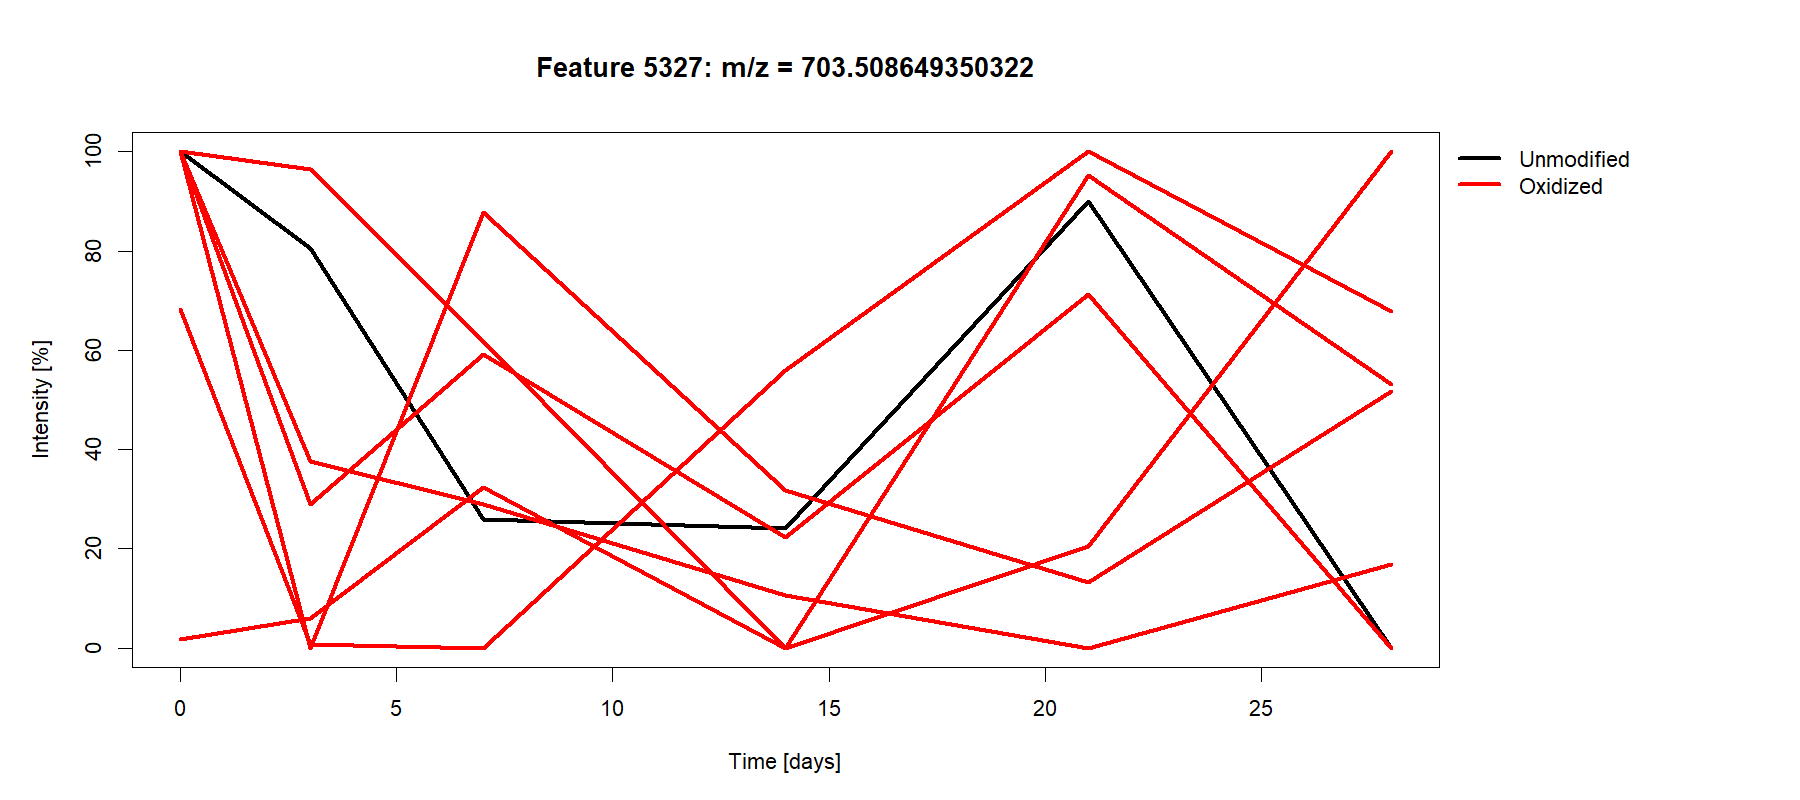 Feature 5327: m/z = 703.508649350322
Unmodified
Oxidized
Intensity [%]
100
80
60
40
20
0
0 5 10 15 20 25
Time [days]